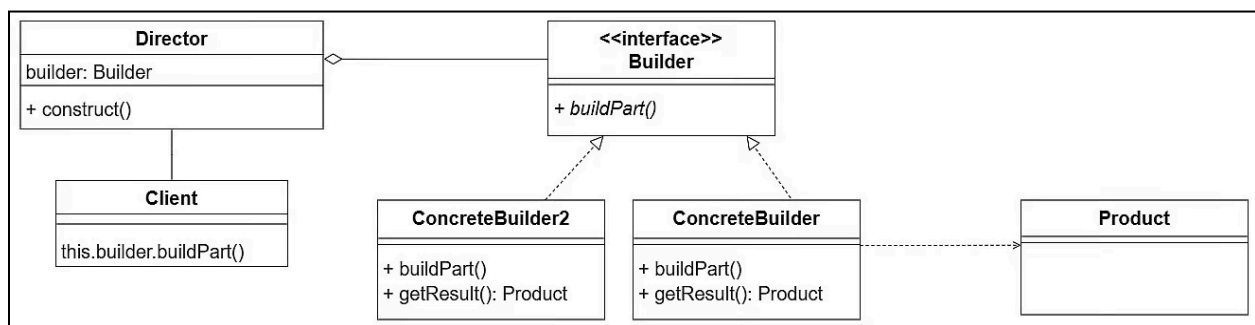 Director
builder: Builder
+ construct()
<<interface>>
Builder
+ buildPart()
Client
this.builder.buildPart()
ConcreteBuilder2
+ buildPart()
+ getResult(): Product
ConcreteBuilder
+ buildPart()
+ getResult(): Product
Product